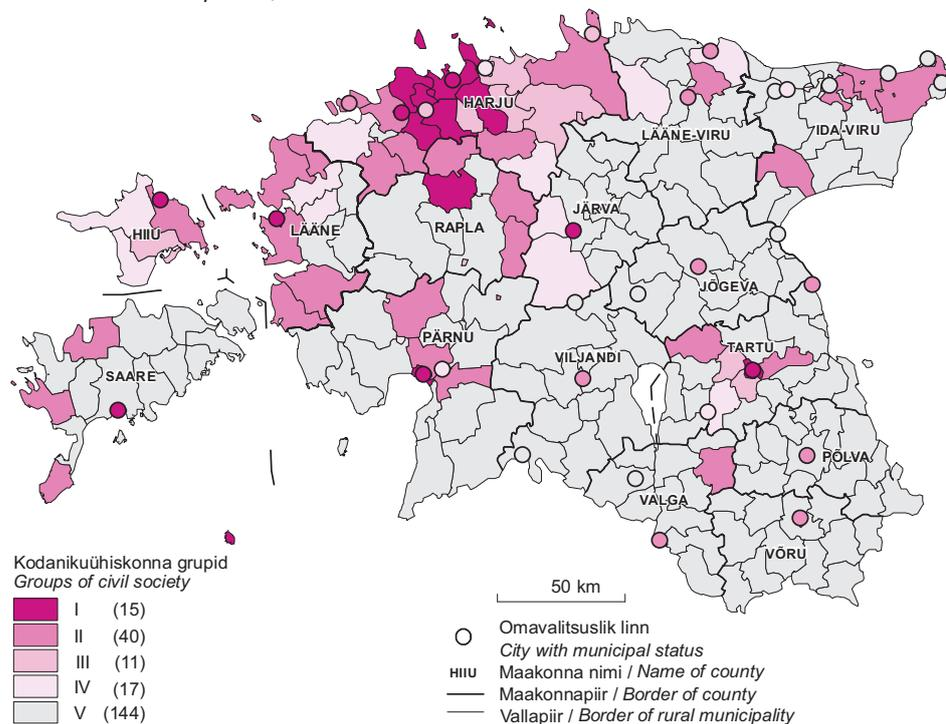 HARJU
LÄÄNE-VIRU
IDA-VIRU
HIIU
LÄÄNE
RAPLA
JÄRVA
JÕGEVA
SAARE
PÄRNU
VILJANDI
TARTU
PÕLVA
VALGA
VÕRU
Kodanikuühiskonna grupid
Groups of civil society
I (15)
II (40)
III (11)
IV (17)
V (144)
50 km
Omavalitsuslik linn
City with municipal status
HIIU Maakonna nimi / Name of county
Maakonnapiir / Border of county
Vallapiir / Border of rural municipality